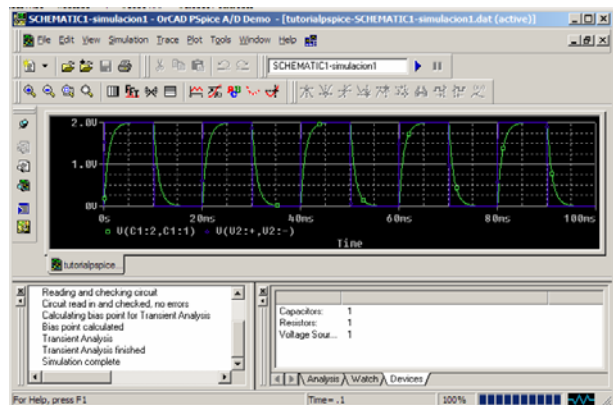 SCHEMATIC1-simulacion1 - OrCAD PSpice A/D Demo - [tutorialpspice-SCHEMATIC1-simulacion1.dat (active)]
File Edit View Simulation Trace Plot Tools Window Help
SCHEMATIC1-simulacion1
2.0V
1.0V
0V
0s 20ms 40ms 60ms 80ms 100ms
V(C1:2,C1:1) V(V2:+,V2:-)
Time
tutorialpspice...
Reading and checking circuit
Circuit read in and checked, no errors
Calculating bias point for Transient Analysis
Bias point calculated
Transient Analysis
Transient Analysis finished
Simulation complete
Capacitors: 1
Resistors: 1
Voltage Sour... 1
Analysis Watch Devices
For Help, press F1 Time= .1 100%